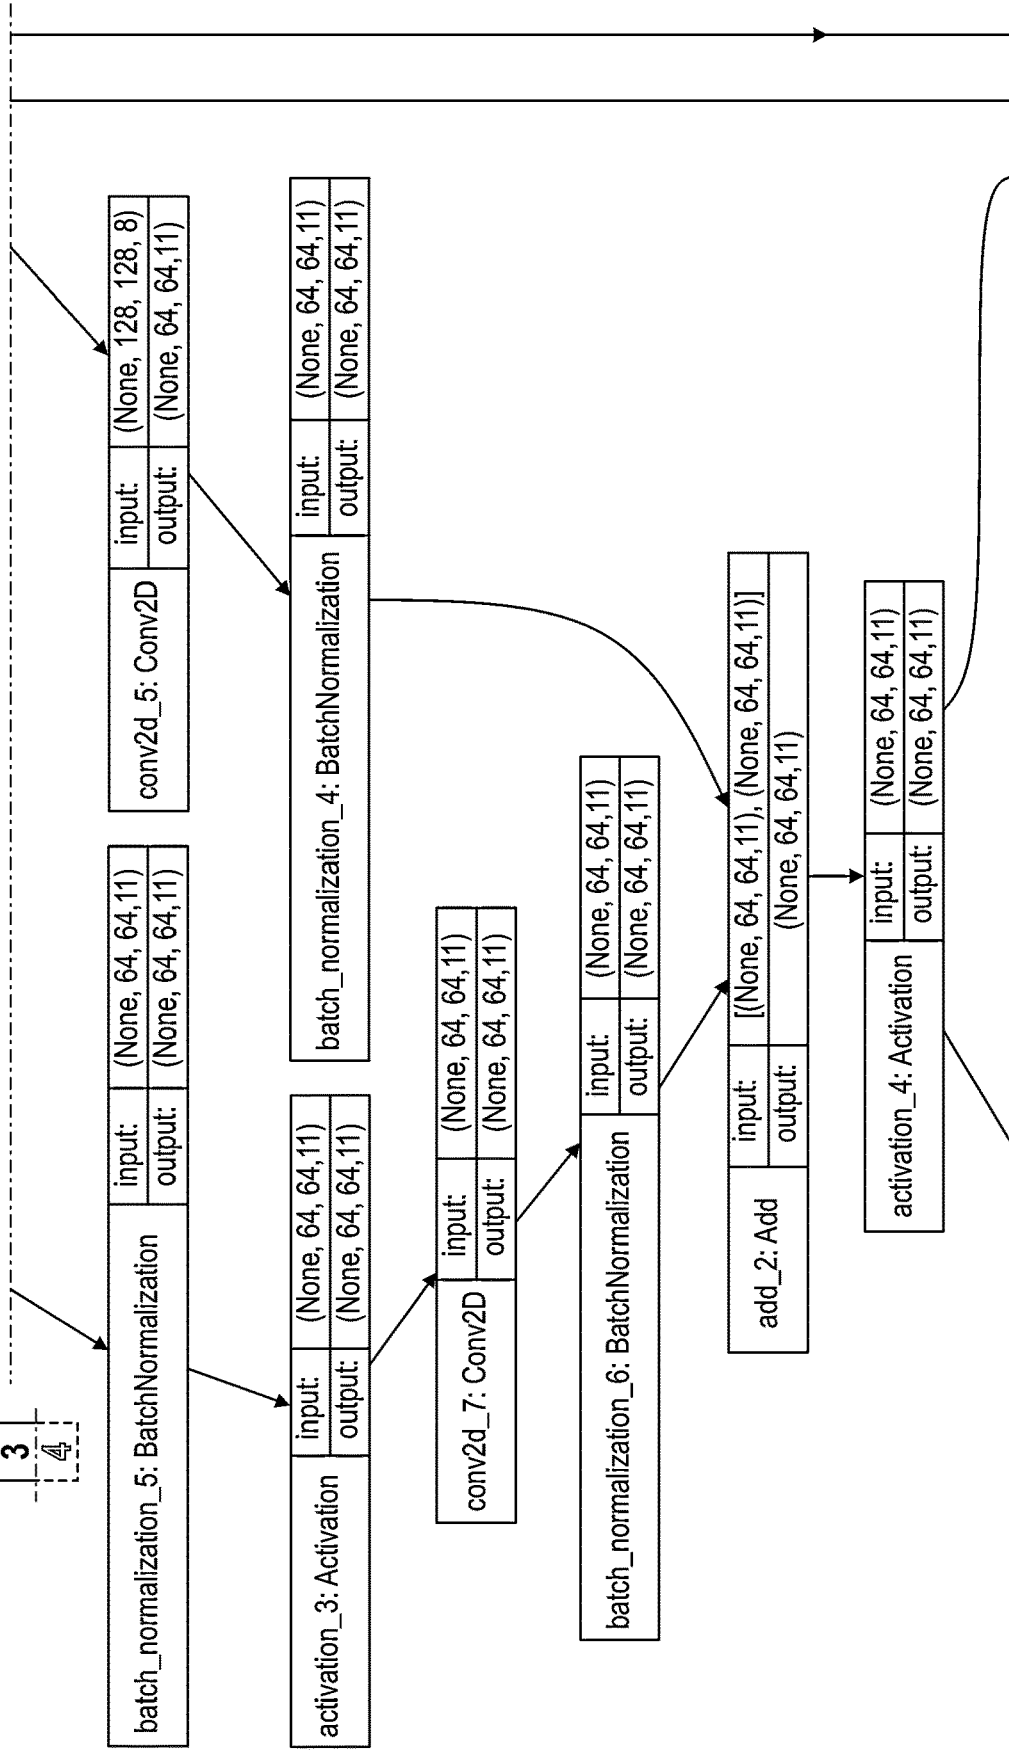 3
4
batch_normalization_5: BatchNormalization
input: (None, 64, 64,11)
output: (None, 64, 64,11)
conv2d_5: Conv2D
input: (None, 128, 128, 8)
output: (None, 64, 64,11)
activation_3: Activation
input: (None, 64, 64,11)
output: (None, 64, 64,11)
batch_normalization_4: BatchNormalization
input: (None, 64, 64,11)
output: (None, 64, 64,11)
conv2d_7: Conv2D
input: (None, 64, 64,11)
output: (None, 64, 64,11)
batch_normalization_6: BatchNormalization
input: (None, 64, 64,11)
output: (None, 64, 64,11)
add_2: Add
input: [(None, 64, 64,11), (None, 64, 64,11)]
output: (None, 64, 64,11)
activation_4: Activation
input: (None, 64, 64,11)
output: (None, 64, 64,11)